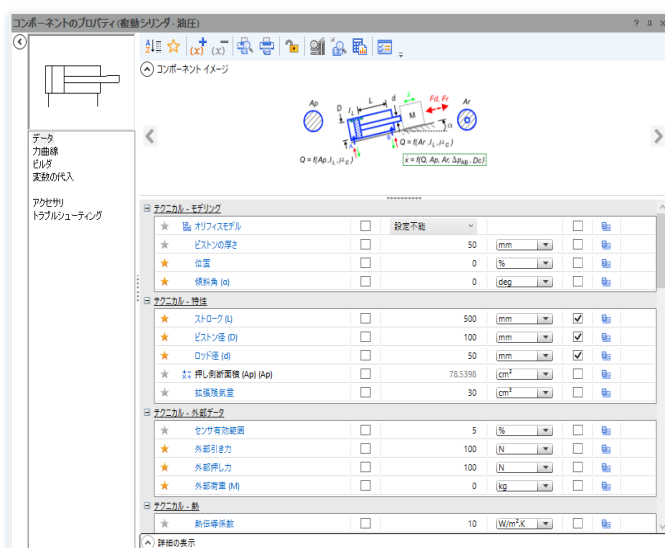 コンポーネントのプロパティ (複動シリンダ - 油圧)
コンポーネント イメージ
データ
力曲線
ビルダ
変数の代入
アクセサリ
トラブルシューティング
Ap
D
L
d
ẋ
Fd, Fr
Ar
M
α
A
B
Q = f(Ar ,IL ,μC)
Q = f(Ap ,IL ,μC)
ẋ = f(Q, Ap, Ar, ΔpAB , Dc)
テクニカル - モデリング
オリフィスモデル 設定不能
ピストンの厚さ 50 mm
位置 0 %
傾斜角 (α) 0 deg
テクニカル - 特性
ストローク (L) 500 mm
ピストン径 (D) 100 mm
ロッド径 (d) 50 mm
押し側断面積 (Ap) (Ap) 78.5398 cm²
拡張残気量 30 cm³
テクニカル - 外部データ
センサ有効範囲 5 %
外部引き力 100 N
外部押し力 100 N
外部荷重 (M) 0 kg
テクニカル - 熱
熱伝導係数 10 W/m².K
詳細の表示